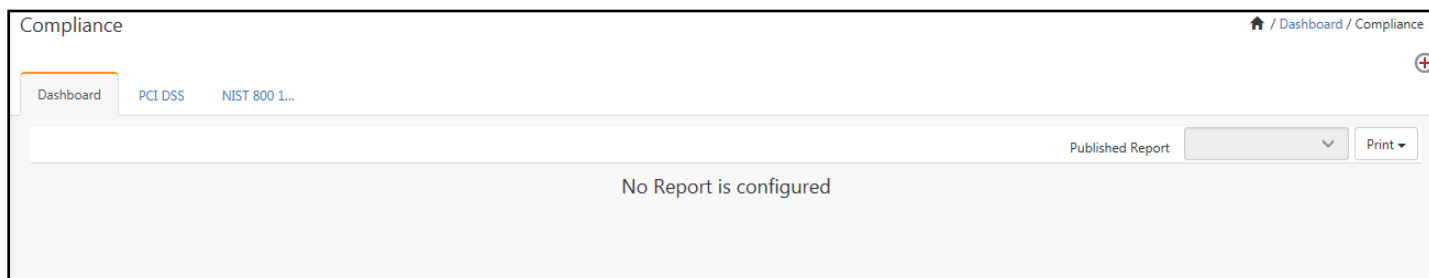 Compliance
/ Dashboard / Compliance
Dashboard PCI DSS NIST 800 1...
Published Report Print
No Report is configured